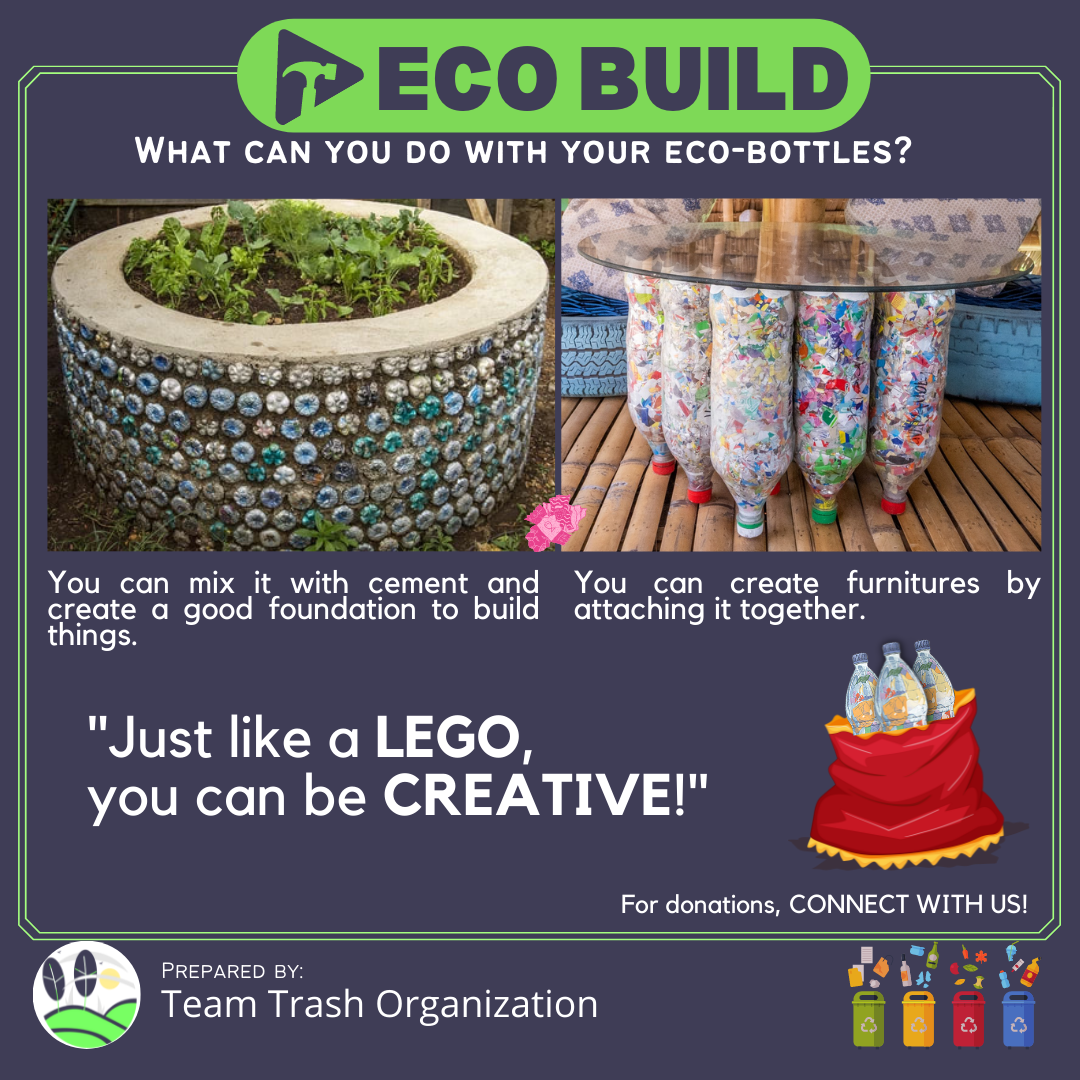 ECO BUILD
WHAT CAN YOU DO WITH YOUR ECO-BOTTLES?
You can mix it with cement and
create a good foundation to build
things.
You can create furnitures by
attaching it together.
"Just like a LEGO,
you can be CREATIVE!"
For donations, CONNECT WITH US!
PREPARED BY:
Team Trash Organization